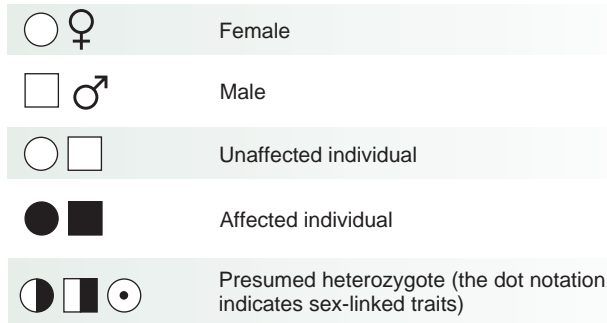 Female
Male
Unaffected individual
Affected individual
Presumed heterozygote (the dot notation
indicates sex-linked traits)